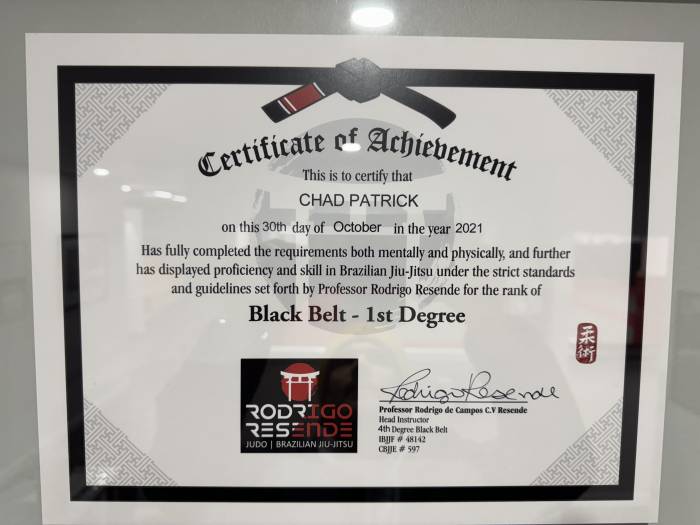 Certificate of Achievement
This is to certify that
CHAD PATRICK
on this 30th day of October in the year 2021
Has fully completed the requirements both mentally and physically, and further
has displayed proficiency and skill in Brazilian Jiu-Jitsu under the strict standards
and guidelines set forth by Professor Rodrigo Resende for the rank of
Black Belt - 1st Degree
柔術
RODRIGO
RESENDE
JUDO | BRAZILIAN JIU-JITSU
Rodrigo Resende
Professor Rodrigo de Campos C.V Resende
Head Instructor
4th Degree Black Belt
IBJJF # 48142
CBJJE # 597